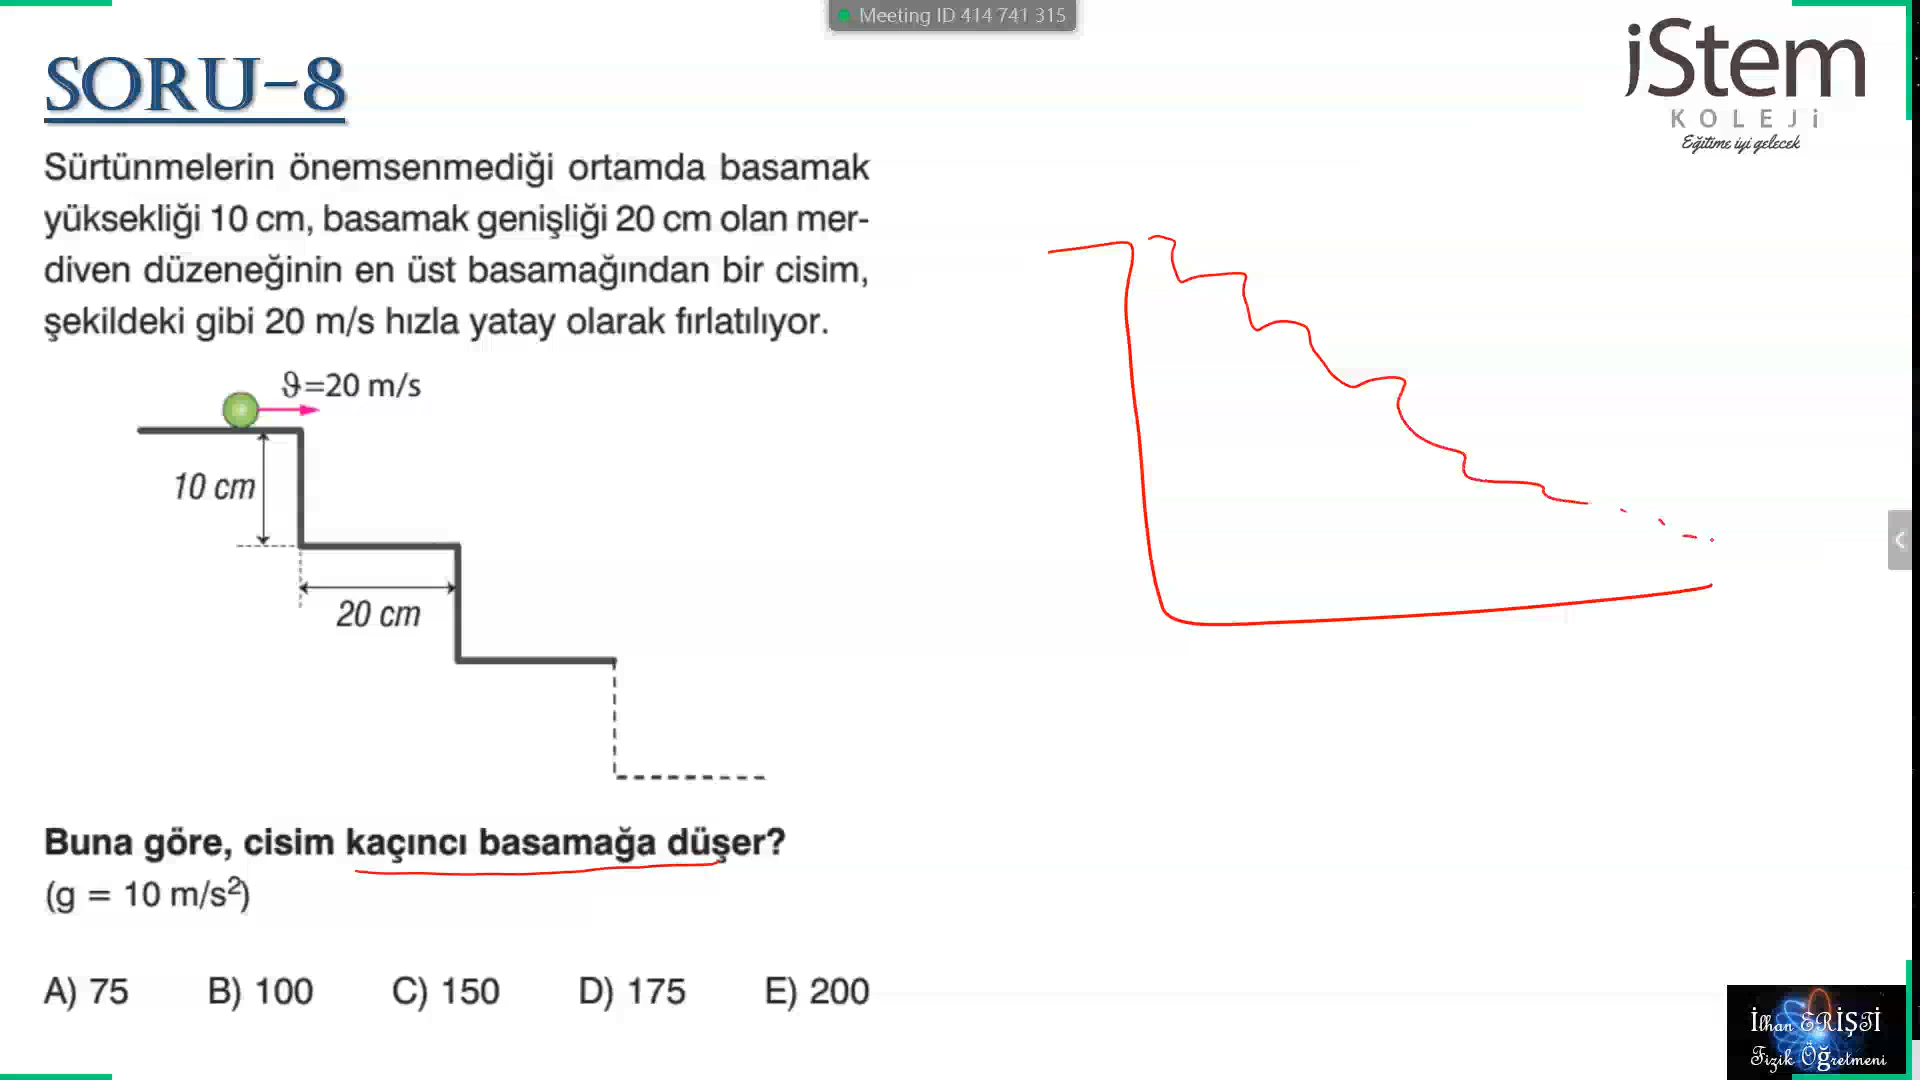 Meeting ID 414 741 315
SORU-8
iStem
KOLEJi
Eğitime iyi gelecek
Sürtünmelerin önemsenmediği ortamda basamak
yüksekliği 10 cm, basamak genişliği 20 cm olan mer-
diven düzeneğinin en üst basamağından bir cisim,
şekildeki gibi 20 m/s hızla yatay olarak fırlatılıyor.
ϑ=20 m/s
10 cm
20 cm
Buna göre, cisim kaçıncı basamağa düşer?
(g = 10 m/s²)
A) 75 B) 100 C) 150 D) 175 E) 200
İlhan ERİŞTİ
Fizik Öğretmeni